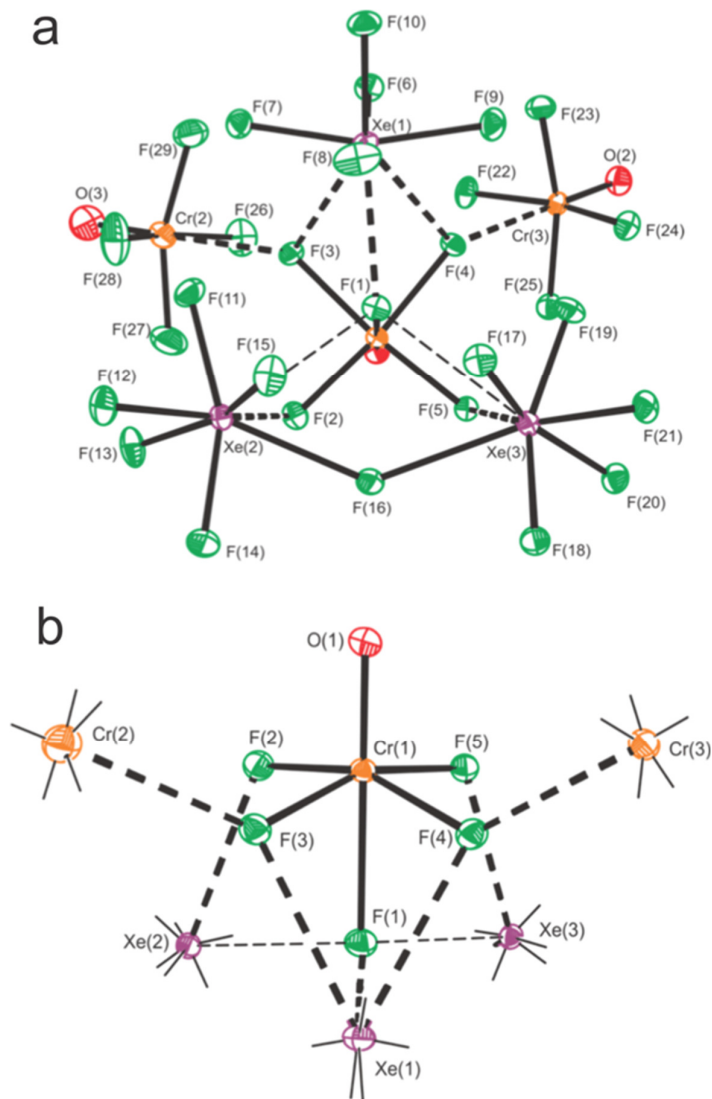 a
F(10)
F(6)
F(7)
F(9)
F(23)
Xe(1)
F(29)
F(8)
F(22)
O(2)
O(3)
Cr(2)
F(26)
F(24)
F(3)
F(4)
Cr(3)
F(28)
F(1)
F(11)
F(25)
F(19)
F(27)
F(15)
F(17)
F(12)
F(2)
F(5)
F(21)
F(13)
Xe(2)
Xe(3)
F(16)
F(20)
F(14)
F(18)
b
O(1)
Cr(2)
F(2)
Cr(1)
F(5)
Cr(3)
F(3)
F(4)
F(1)
Xe(2)
Xe(3)
Xe(1)